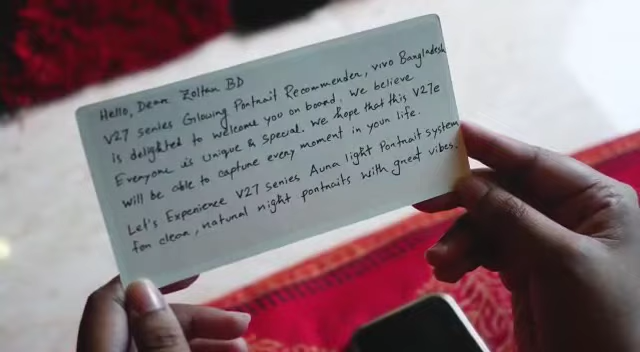 Hello, Dear Zoltan BD
V27 series Glowing Portrait Recommender, vivo Bangladesh
is delighted to welcome you on board. We believe
Everyone is unique & special. We hope that this V27e
will be able to capture every moment in your life.
Let's Experience V27 series Aura light Portrait system
for clean, natural night portraits with great vibes.